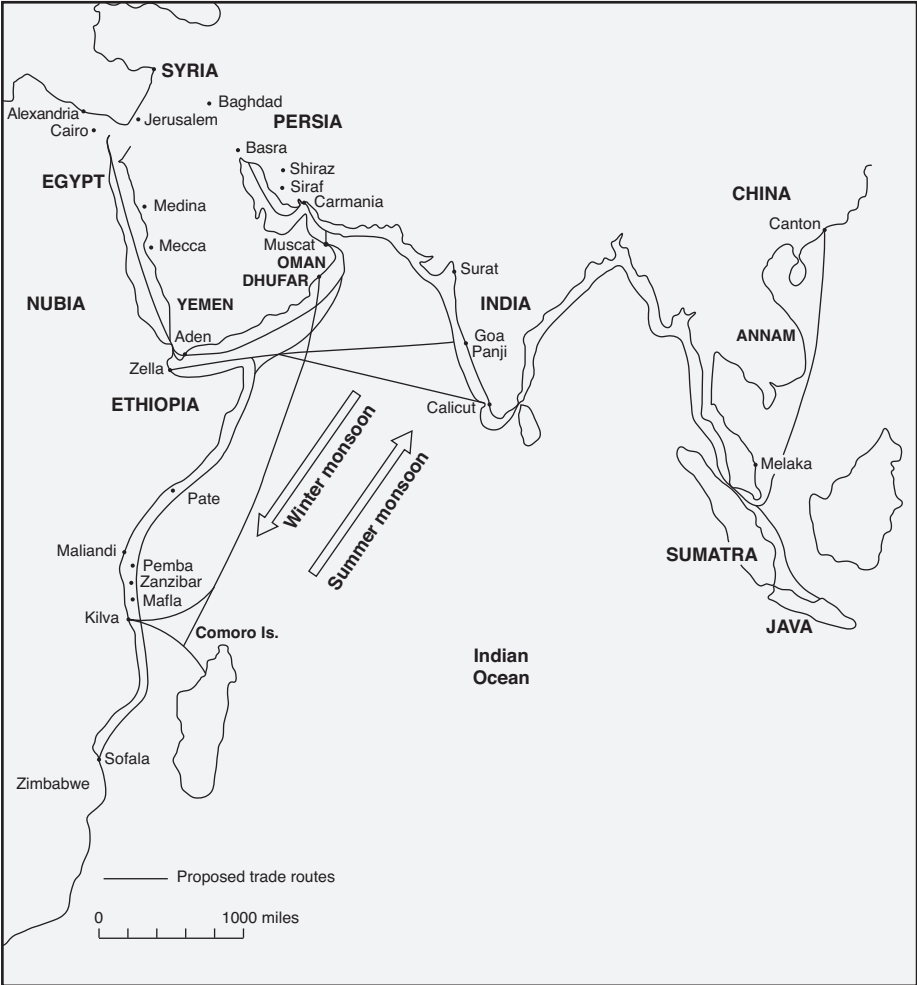 SYRIA
Baghdad
Alexandria
Jerusalem
Cairo
PERSIA
Basra
Shiraz
EGYPT
Siraf
CHINA
Carmania
Medina
Canton
Mecca
Muscat
OMAN
Surat
DHUFAR
NUBIA
YEMEN
INDIA
Aden
Goa
Panji
ANNAM
Zella
ETHIOPIA
Calicut
Winter monsoon
Summer monsoon
Melaka
Pate
Maliandi
SUMATRA
Pemba
Zanzibar
Mafla
Kilva
JAVA
Comoro Is.
Indian
Ocean
Sofala
Zimbabwe
Proposed trade routes
0 1000 miles